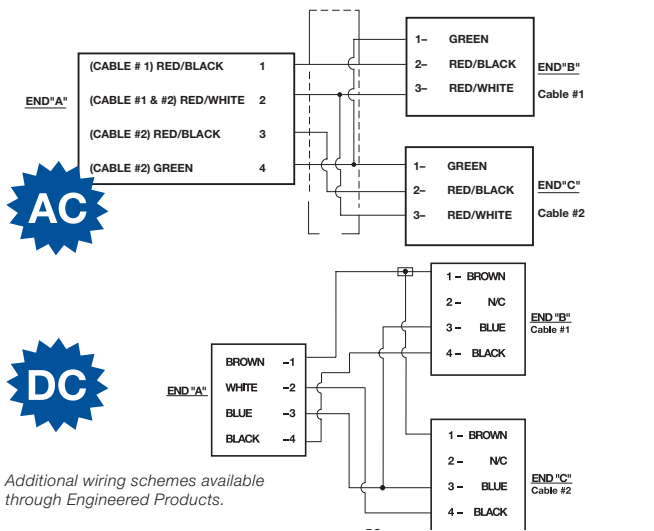 1– GREEN
2– RED/BLACK
3– RED/WHITE
END"B"
Cable #1
END"A"
(CABLE # 1) RED/BLACK 1
(CABLE #1 & #2) RED/WHITE 2
(CABLE #2) RED/BLACK 3
(CABLE #2) GREEN 4
AC
1– GREEN
2– RED/BLACK
3– RED/WHITE
END"C"
Cable #2
1 – BROWN
2 – N/C
3 – BLUE
4 – BLACK
END "B"
Cable #1
DC
END "A"
BROWN –1
WHITE –2
BLUE –3
BLACK –4
1 – BROWN
2 – N/C
3 – BLUE
4 – BLACK
END "C"
Cable #2
Additional wiring schemes available
through Engineered Products.